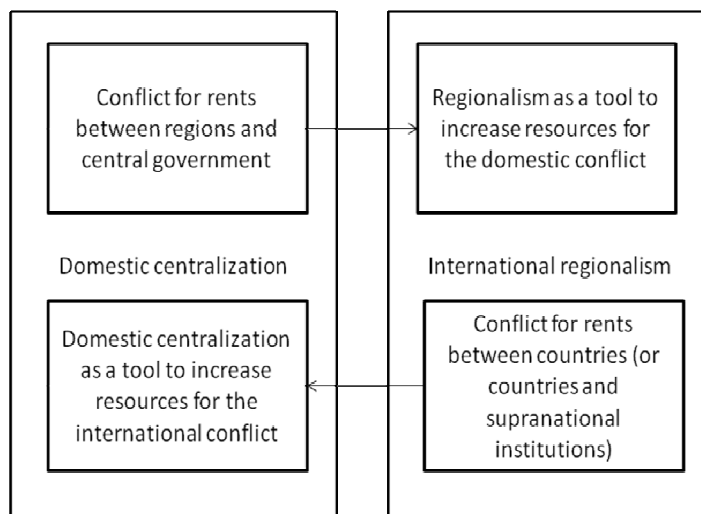 Conflict for rents
between regions and
central government
Regionalism as a tool to
increase resources for
the domestic conflict
Domestic centralization
International regionalism
Domestic centralization
as a tool to increase
resources for the
international conflict
Conflict for rents
between countries (or
countries and
supranational
institutions)